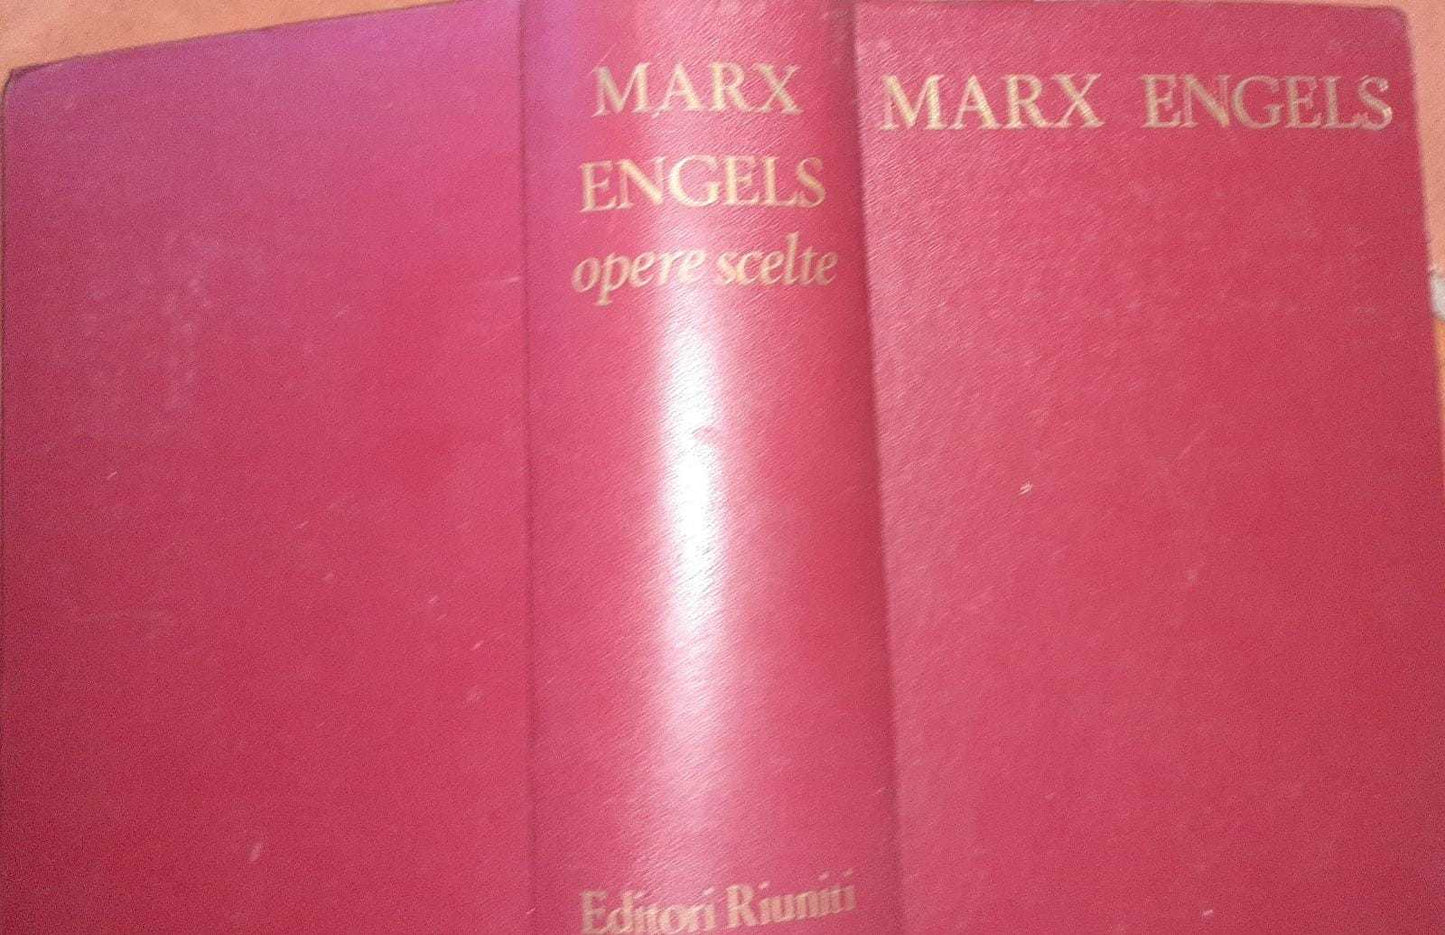 MARX
ENGELS
opere scelte
Editori Riuniti
MARX ENGELS